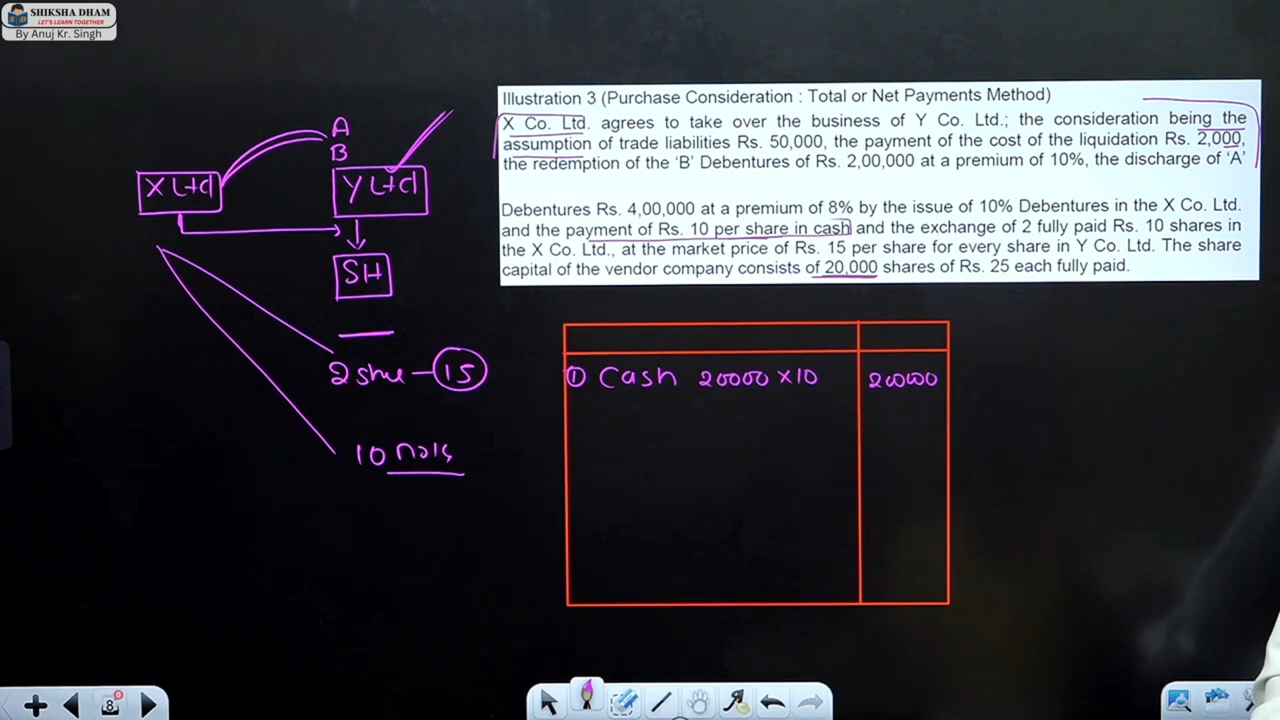 SHIKSHA DHAM
LET'S LEARN TOGETHER
By Anuj Kr. Singh
Illustration 3 (Purchase Consideration : Total or Net Payments Method)
X Co. Ltd. agrees to take over the business of Y Co. Ltd.; the consideration being the
assumption of trade liabilities Rs. 50,000, the payment of the cost of the liquidation Rs. 2,000,
the redemption of the 'B' Debentures of Rs. 2,00,000 at a premium of 10%, the discharge of 'A'
Debentures Rs. 4,00,000 at a premium of 8% by the issue of 10% Debentures in the X Co. Ltd.
and the payment of Rs. 10 per share in cash and the exchange of 2 fully paid Rs. 10 shares in
the X Co. Ltd., at the market price of Rs. 15 per share for every share in Y Co. Ltd. The share
capital of the vendor company consists of 20,000 shares of Rs. 25 each fully paid.
A
B
X Ltd
Y Ltd
SH
2 share - 15
10
① Cash 20000 × 10 200000
8